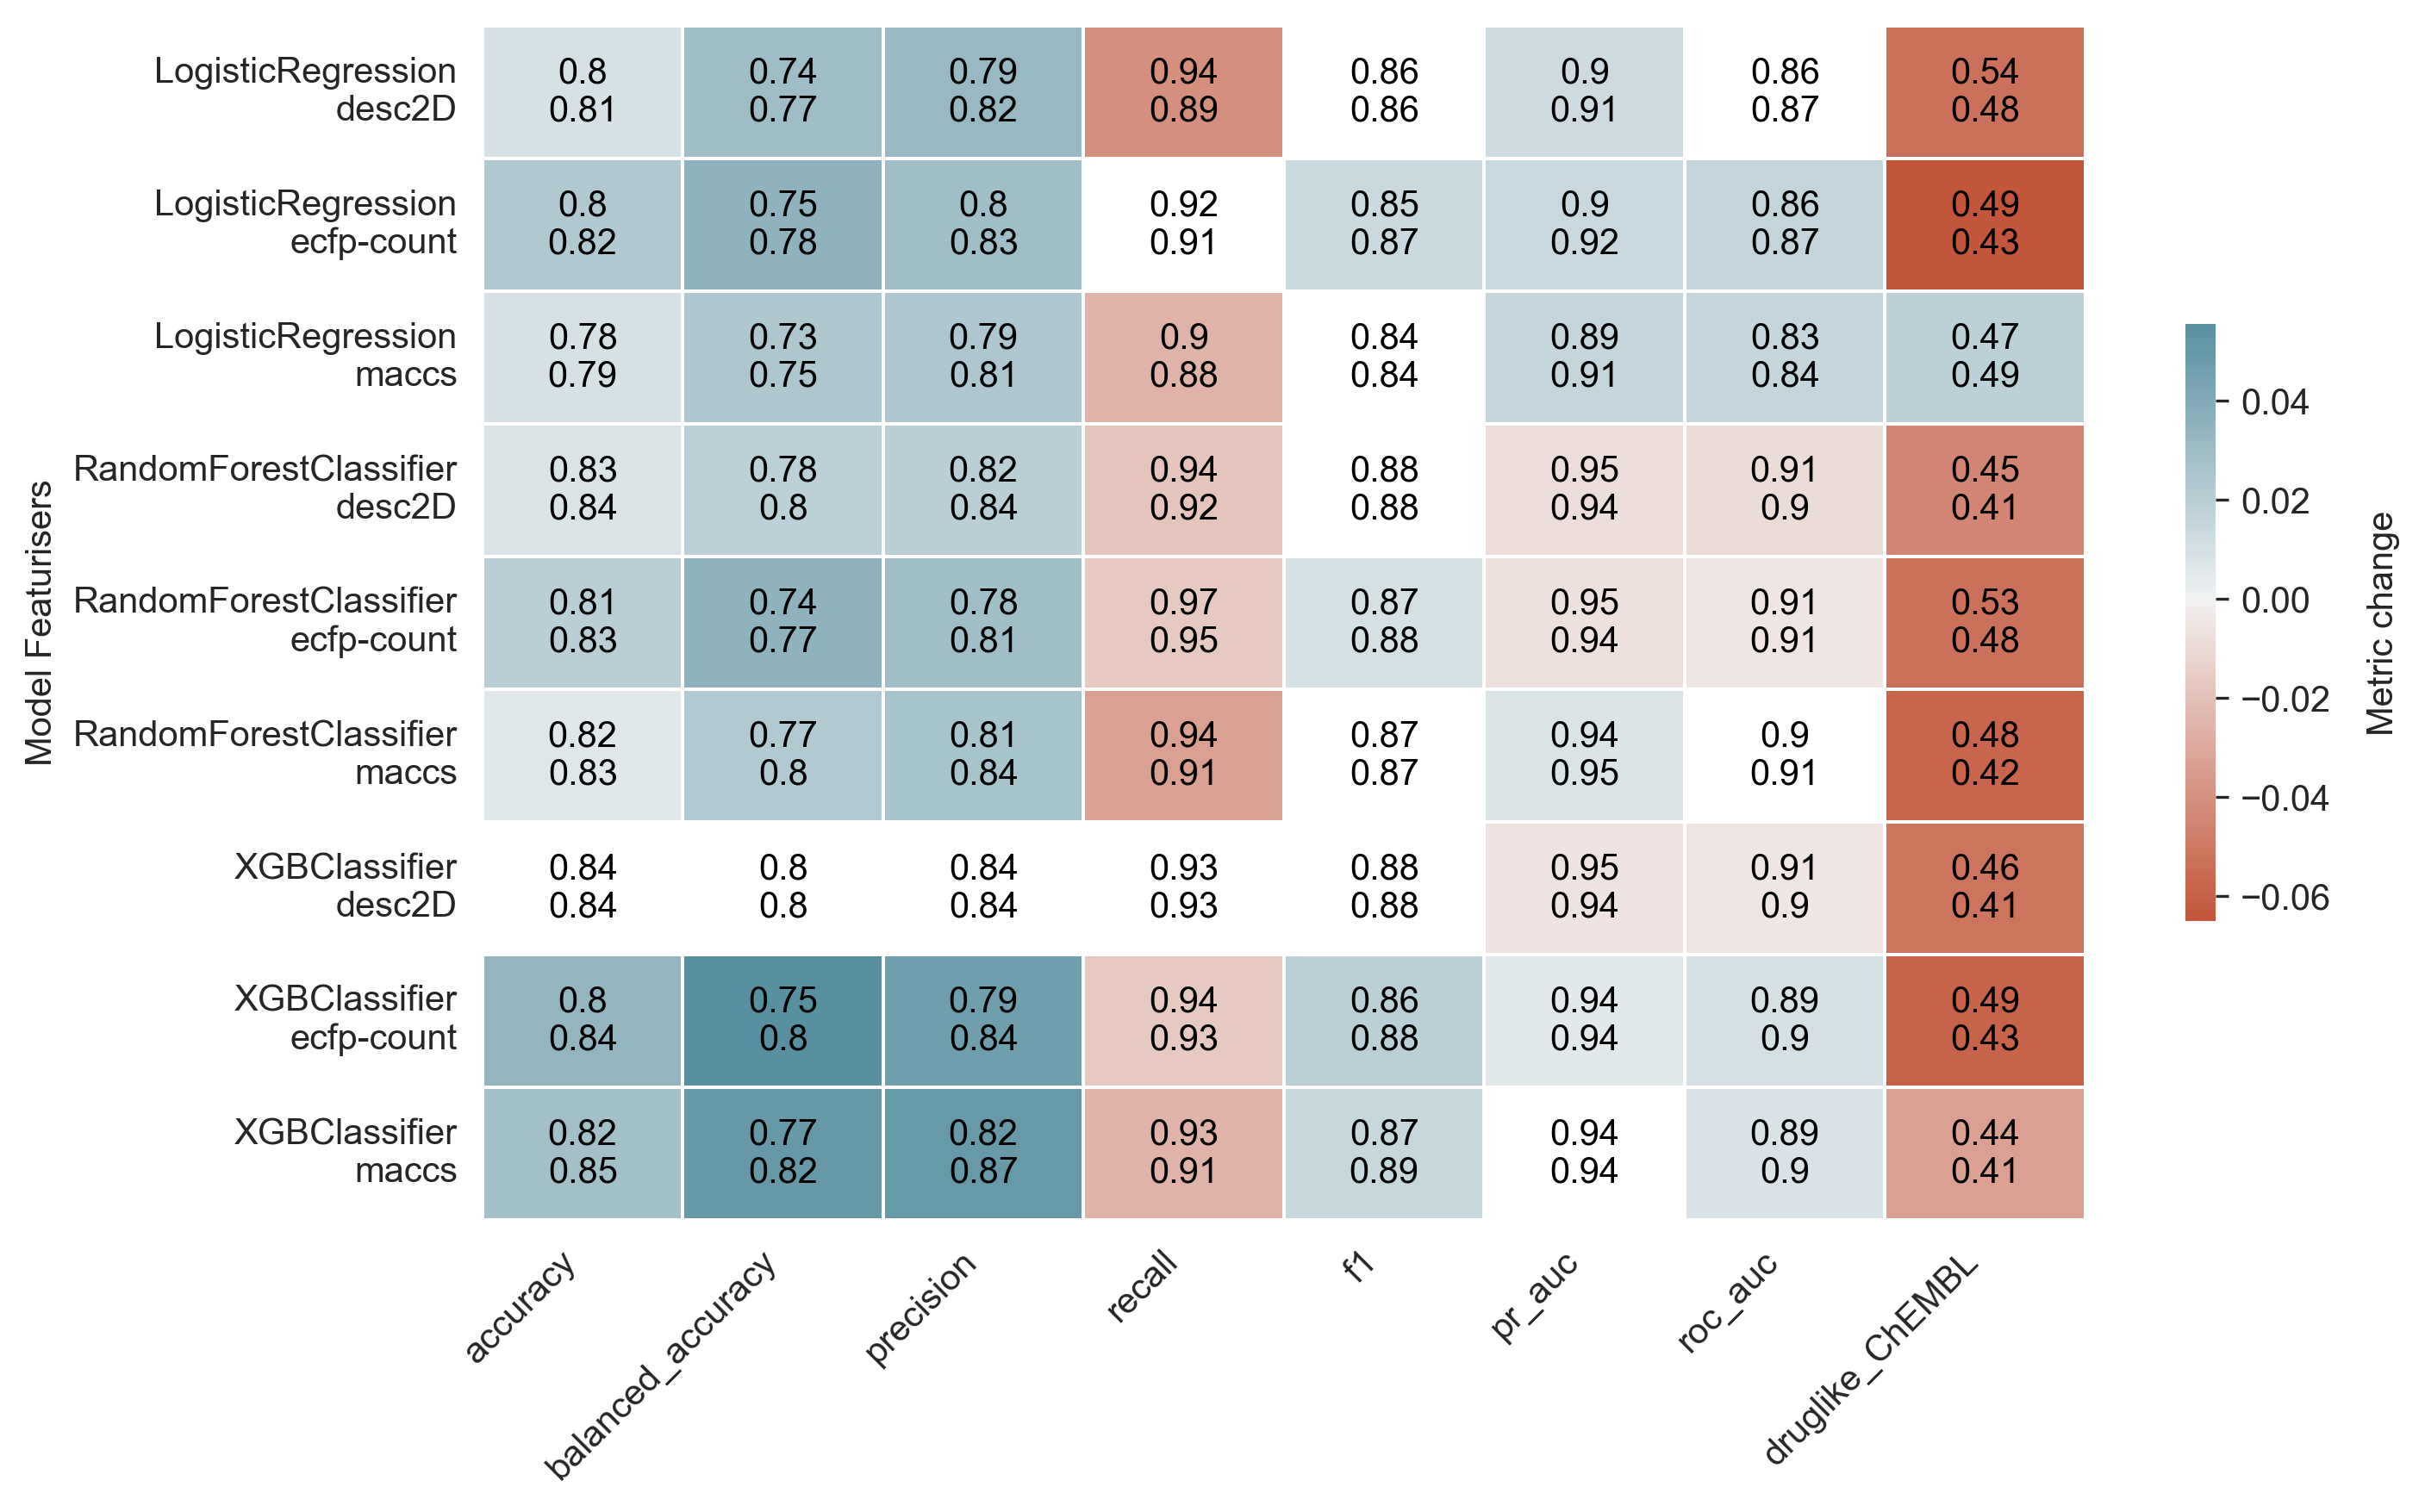 LogisticRegression
desc2D
0.8 0.74 0.79 0.94 0.86 0.9 0.86 0.54
0.81 0.77 0.82 0.89 0.86 0.91 0.87 0.48
LogisticRegression
ecfp-count
0.8 0.75 0.8 0.92 0.85 0.9 0.86 0.49
0.82 0.78 0.83 0.91 0.87 0.92 0.87 0.43
LogisticRegression
maccs
0.78 0.73 0.79 0.9 0.84 0.89 0.83 0.47
0.79 0.75 0.81 0.88 0.84 0.91 0.84 0.49
RandomForestClassifier
desc2D
0.83 0.78 0.82 0.94 0.88 0.95 0.91 0.45
0.84 0.8 0.84 0.92 0.88 0.94 0.9 0.41
RandomForestClassifier
ecfp-count
0.81 0.74 0.78 0.97 0.87 0.95 0.91 0.53
0.83 0.77 0.81 0.95 0.88 0.94 0.91 0.48
RandomForestClassifier
maccs
0.82 0.77 0.81 0.94 0.87 0.94 0.9 0.48
0.83 0.8 0.84 0.91 0.87 0.95 0.91 0.42
XGBClassifier
desc2D
0.84 0.8 0.84 0.93 0.88 0.95 0.91 0.46
0.84 0.8 0.84 0.93 0.88 0.94 0.9 0.41
XGBClassifier
ecfp-count
0.8 0.75 0.79 0.94 0.86 0.94 0.89 0.49
0.84 0.8 0.84 0.93 0.88 0.94 0.9 0.43
XGBClassifier
maccs
0.82 0.77 0.82 0.93 0.87 0.94 0.89 0.44
0.85 0.82 0.87 0.91 0.89 0.94 0.9 0.41
Model Featurisers
accuracy
balanced_accuracy
precision
recall
f1
pr_auc
roc_auc
druglike_ChEMBL
0.04
0.02
0.00
−0.02
−0.04
−0.06
Metric change